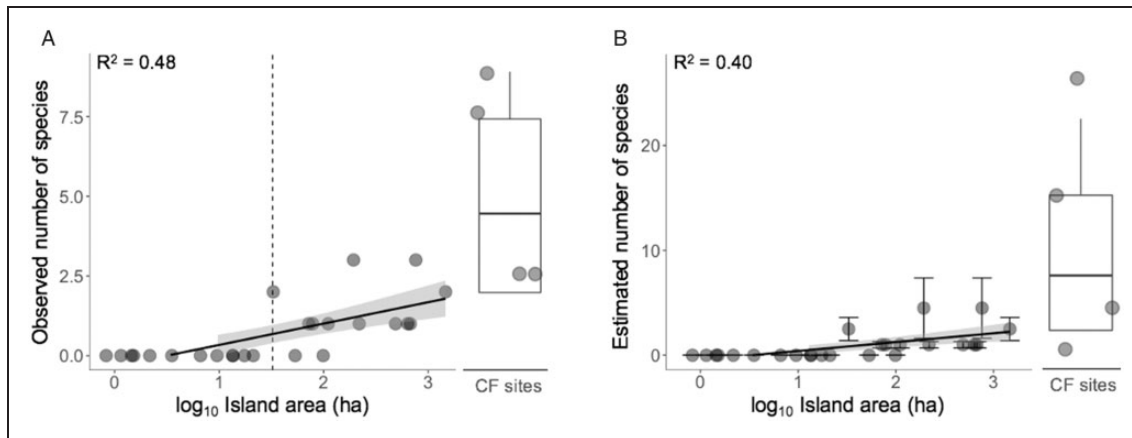 A
R² = 0.48
Observed number of species
7.5
5.0
2.5
0.0
0 1 2 3
log₁₀ Island area (ha)
CF sites
B
R² = 0.40
Estimated number of species
20
10
0
0 1 2 3
log₁₀ Island area (ha)
CF sites